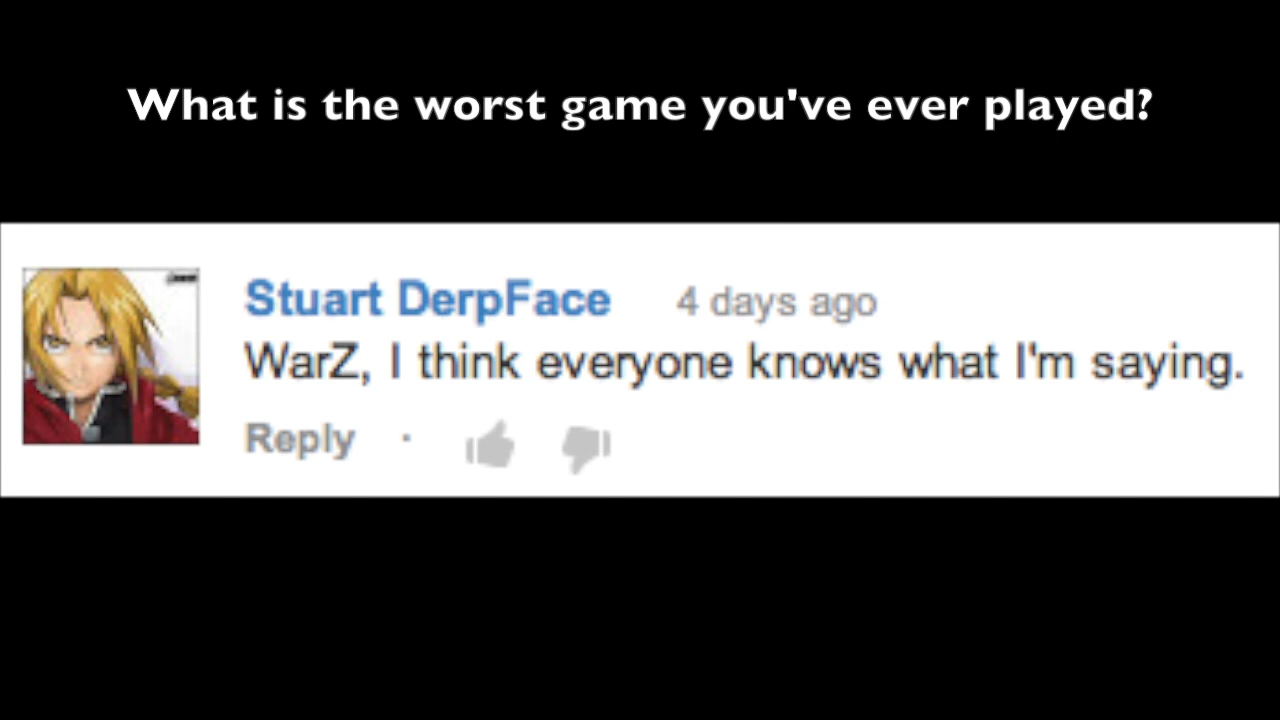 What is the worst game you've ever played?
Stuart DerpFace 4 days ago
WarZ, I think everyone knows what I'm saying.
Reply ·